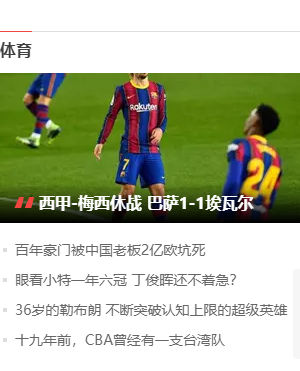 体育
Rakuten
7
24
西甲-梅西休战 巴萨1-1埃瓦尔
百年豪门被中国老板2亿欧坑死
眼看小特一年六冠 丁俊晖还不着急?
36岁的勒布朗 不断突破认知上限的超级英雄
十九年前，CBA曾经有一支台湾队